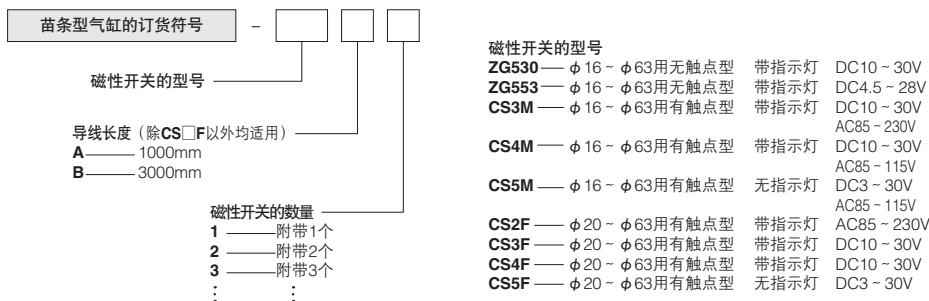 苗条型气缸的订货符号 -
磁性开关的型号
导线长度（除CS□F以外均适用）
A 1000mm
B 3000mm
磁性开关的数量
1 附带1个
2 附带2个
3 附带3个
⋮ ⋮
磁性开关的型号
ZG530 φ16~φ63用无触点型 带指示灯 DC10~30V
ZG553 φ16~φ63用无触点型 带指示灯 DC4.5~28V
CS3M φ16~φ63用有触点型 带指示灯 DC10~30V
AC85~230V
CS4M φ16~φ63用有触点型 带指示灯 DC10~30V
AC85~115V
CS5M φ16~φ63用有触点型 无指示灯 DC3~30V
AC85~115V
CS2F φ20~φ63用有触点型 带指示灯 AC85~230V
CS3F φ20~φ63用有触点型 带指示灯 DC10~30V
CS4F φ20~φ63用有触点型 带指示灯 DC10~30V
CS5F φ20~φ63用有触点型 无指示灯 DC3~30V